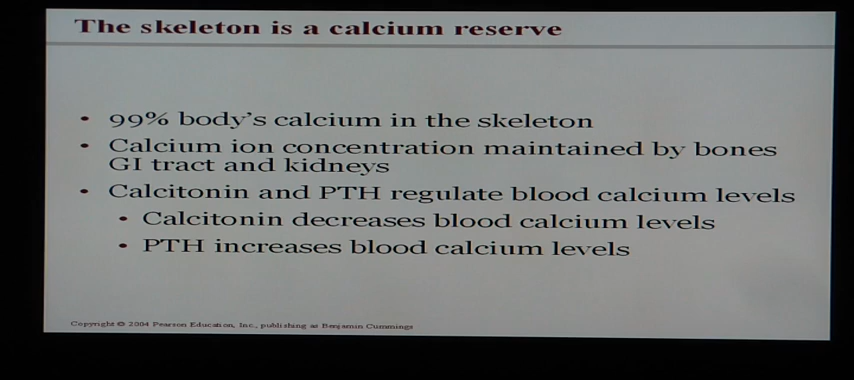 The skeleton is a calcium reserve
• 99% body's calcium in the skeleton
• Calcium ion concentration maintained by bones
GI tract and kidneys
• Calcitonin and PTH regulate blood calcium levels
• Calcitonin decreases blood calcium levels
• PTH increases blood calcium levels
Copyright © 2004 Pearson Education, Inc., publishing as Benjamin Cummings